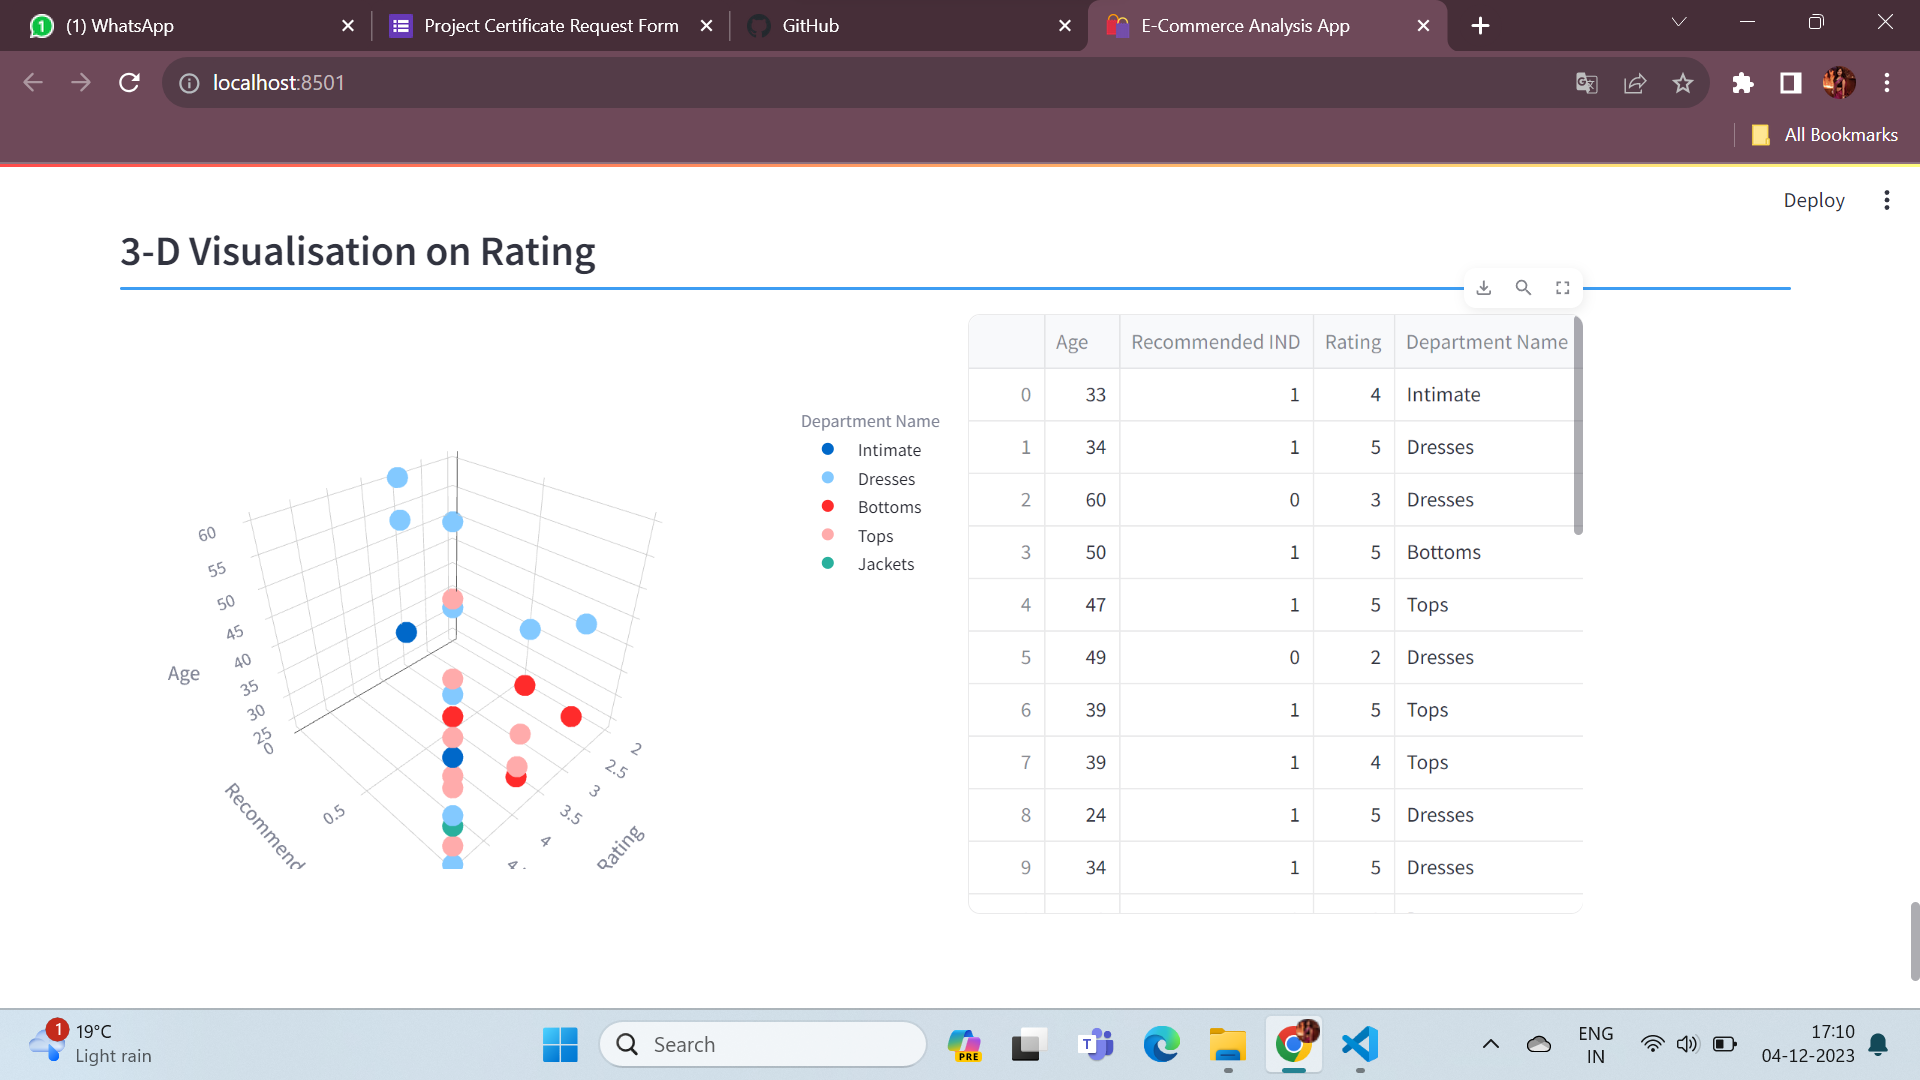 (1) WhatsApp
Project Certificate Request Form
GitHub
E-Commerce Analysis App
localhost:8501
All Bookmarks
Deploy
3-D Visualisation on Rating
Age
Recommended IND
Rating
Department Name
0 33 1 4 Intimate
1 34 1 5 Dresses
2 60 0 3 Dresses
3 50 1 5 Bottoms
4 47 1 5 Tops
5 49 0 2 Dresses
6 39 1 5 Tops
7 39 1 4 Tops
8 24 1 5 Dresses
9 34 1 5 Dresses
Department Name
Intimate
Dresses
Bottoms
Tops
Jackets
60
55
50
45
40
35
30
25
Age
0
0.5
Recommend
2
2.5
3
3.5
4
Rating
1
19°C
Light rain
Search
PRE
T
ENG
IN
17:10
04-12-2023